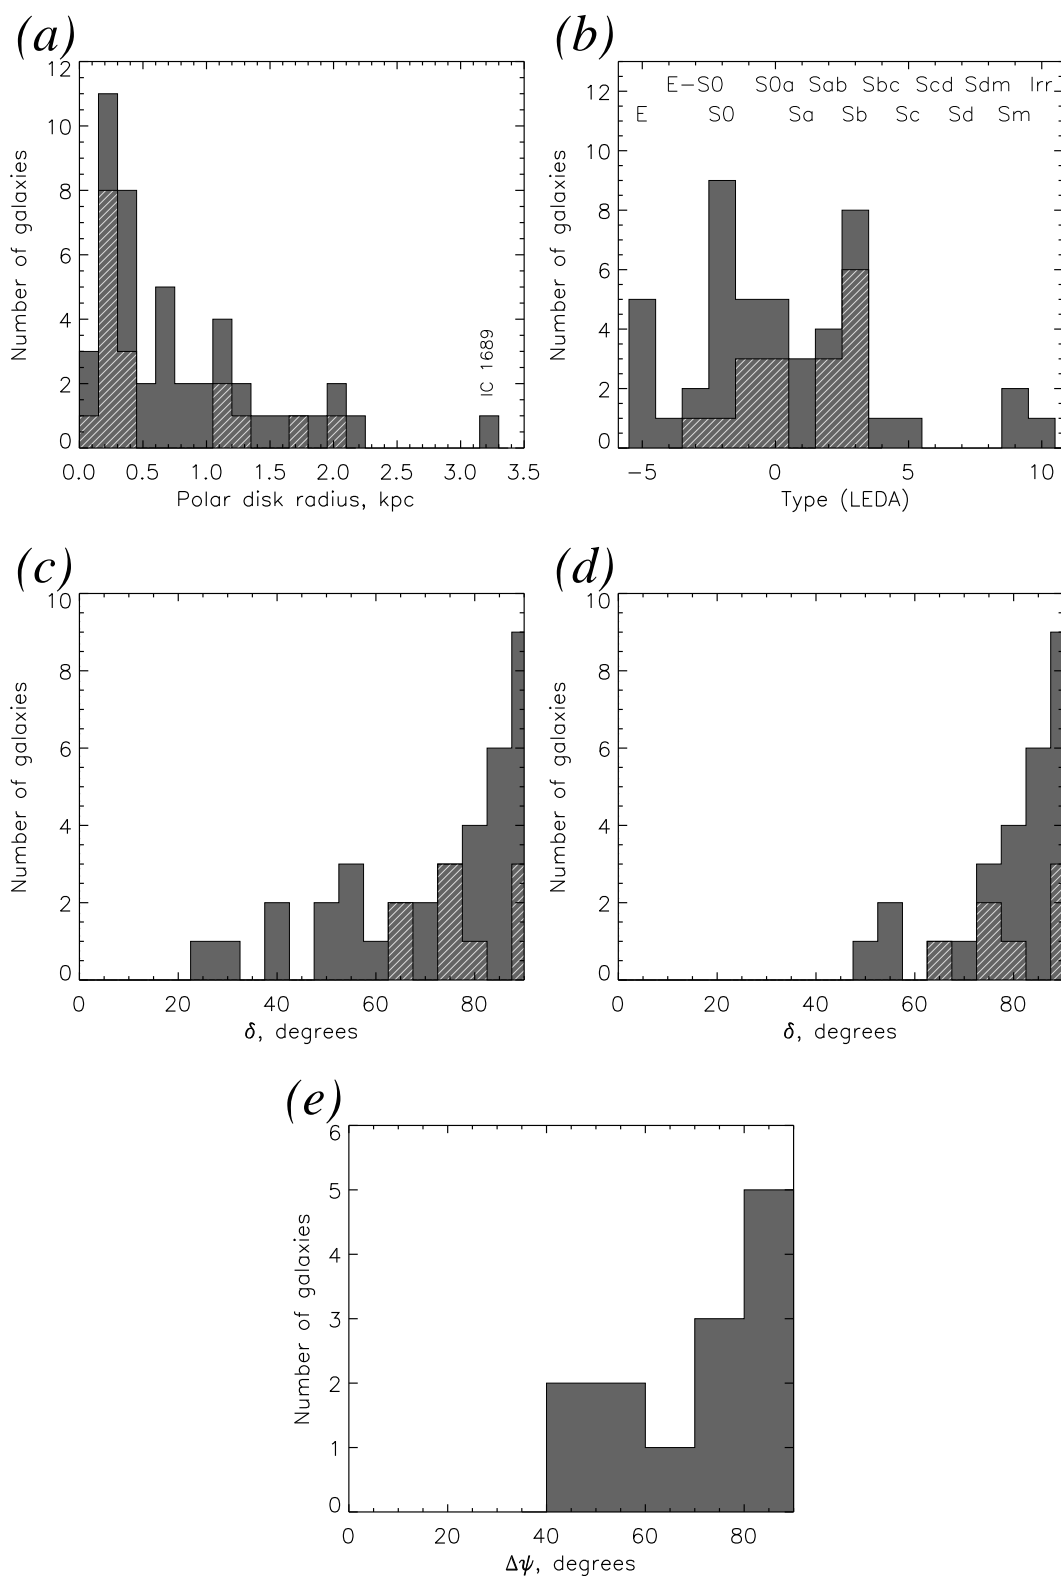 (a)
12
10
8
6
4
2
0
Number of galaxies
IC 1689
0.0 0.5 1.0 1.5 2.0 2.5 3.0 3.5
Polar disk radius, kpc
(b)
12
10
8
6
4
2
0
Number of galaxies
E-S0 S0a Sab Sbc Scd Sdm Irr
E S0 Sa Sb Sc Sd Sm
-5 0 5 10
Type (LEDA)
(c)
10
8
6
4
2
0
Number of galaxies
0 20 40 60 80
δ, degrees
(d)
10
8
6
4
2
0
Number of galaxies
0 20 40 60 80
δ, degrees
(e)
6
5
4
3
2
1
0
Number of galaxies
0 20 40 60 80
Δψ, degrees